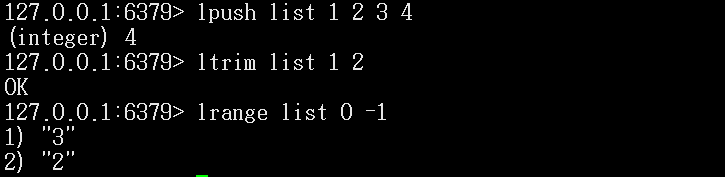 127.0.0.1:6379> lpush list 1 2 3 4
(integer) 4
127.0.0.1:6379> ltrim list 1 2
OK
127.0.0.1:6379> lrange list 0 -1
1) "3"
2) "2"